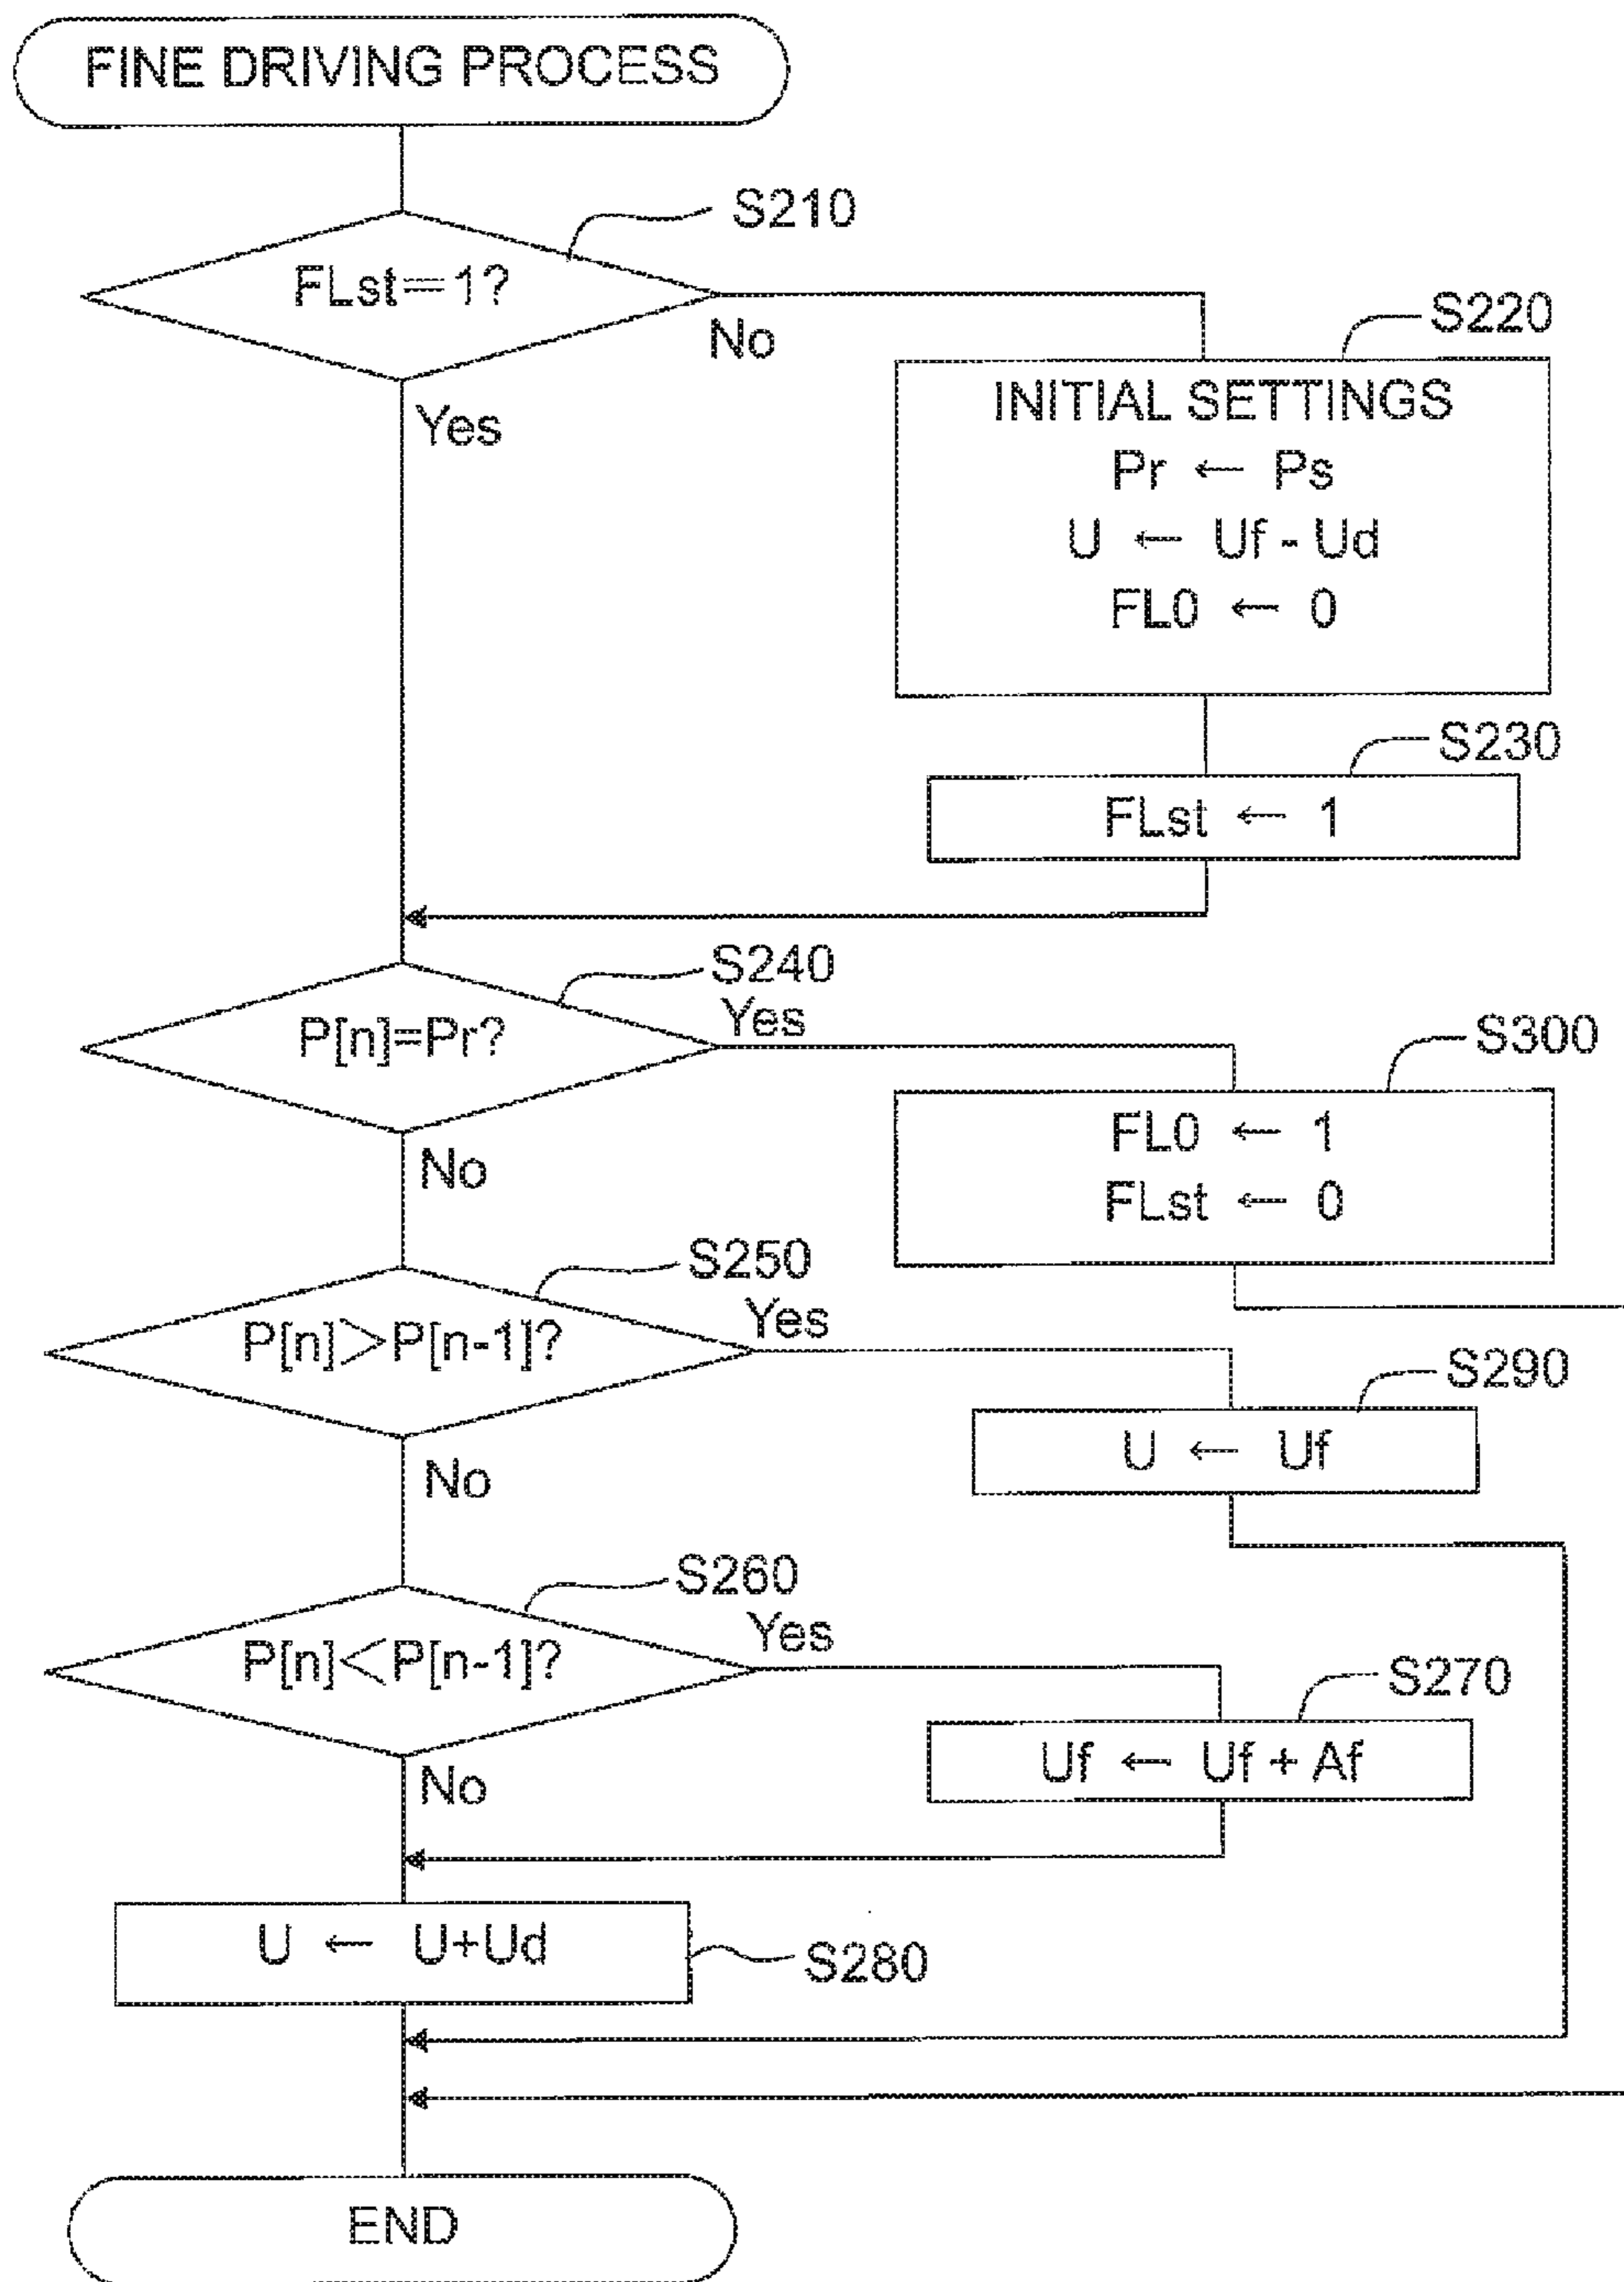 FINE DRIVING PROCESS
S210
FLst=1?
No
Yes
S220
INITIAL SETTINGS
Pr ← Ps
U ← Uf - Ud
FL0 ← 0
S230
FLst ← 1
S240
P[n]=Pr?
Yes
No
S300
FL0 ← 1
FLst ← 0
S250
P[n]>P[n-1]?
Yes
No
S290
U ← Uf
S260
P[n]<P[n-1]?
Yes
No
S270
Uf ← Uf + Af
U ← U+Ud
S280
END